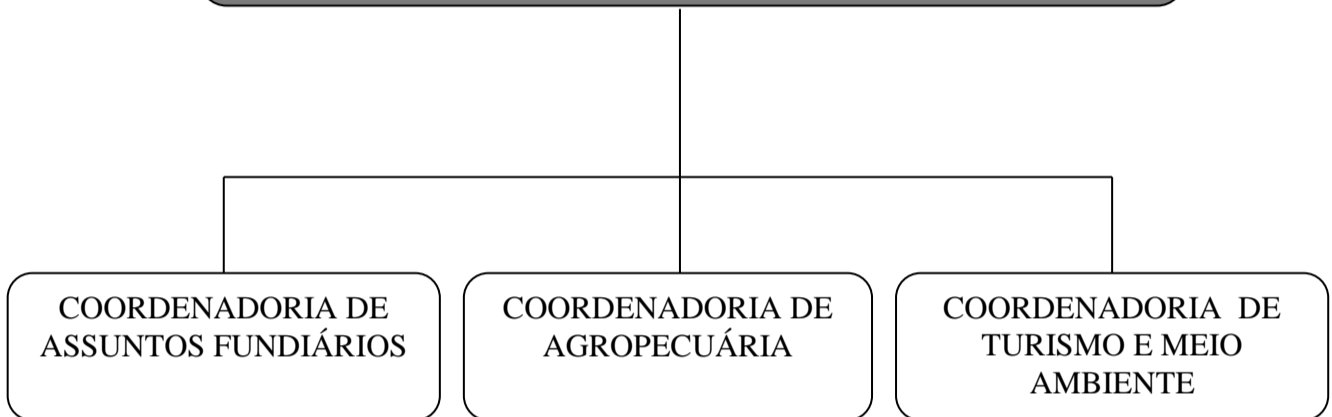 COORDENADORIA DE
ASSUNTOS FUNDIÁRIOS
COORDENADORIA DE
AGROPECUÁRIA
COORDENADORIA DE
TURISMO E MEIO
AMBIENTE